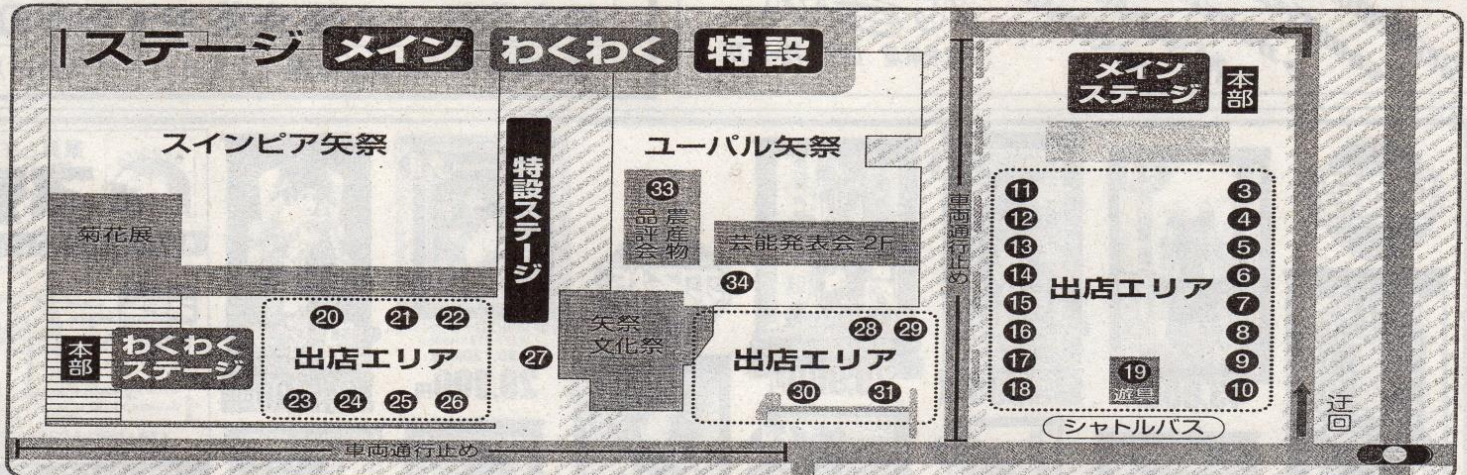 ステージ メイン わくわく 特設
スインピア矢祭
菊花展
本部
わくわく
ステージ
⑳ ㉑ ㉒
出店エリア
㉓ ㉔ ㉕ ㉖
特設ステージ
㉗
ユーパル矢祭
㉝
農産物
品評会
芸能発表会 2F
㉞
矢祭
文化祭
㉘ ㉙
出店エリア
㉚ ㉛
車両通行止め
車両通行止め
メイン
ステージ
本部
⑪ ③
⑫ ④
⑬ ⑤
⑭ ⑥
出店エリア
⑮ ⑦
⑯ ⑧
⑰ ⑨
⑱ ⑩
⑲
遊具
シャトルバス
迂回